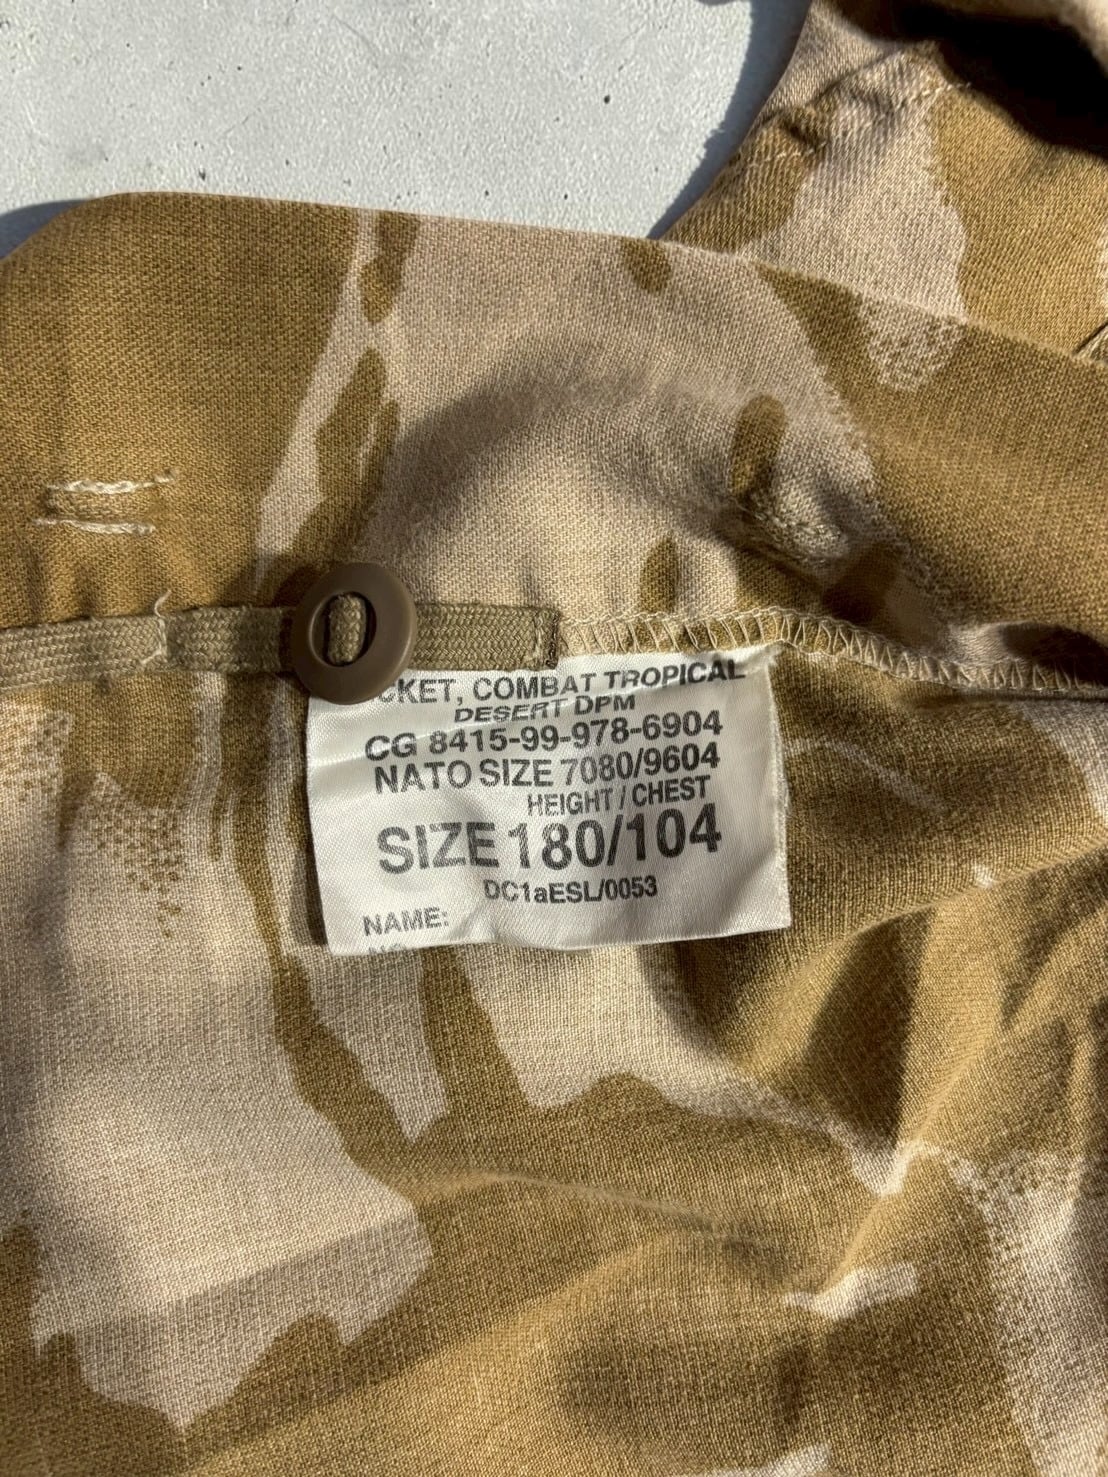 CKET, COMBAT TROPICAL
DESERT DPM
CG 8415-99-978-6904
NATO SIZE 7080/9604
HEIGHT / CHEST
SIZE 180/104
DC1aESL/0053
NAME: